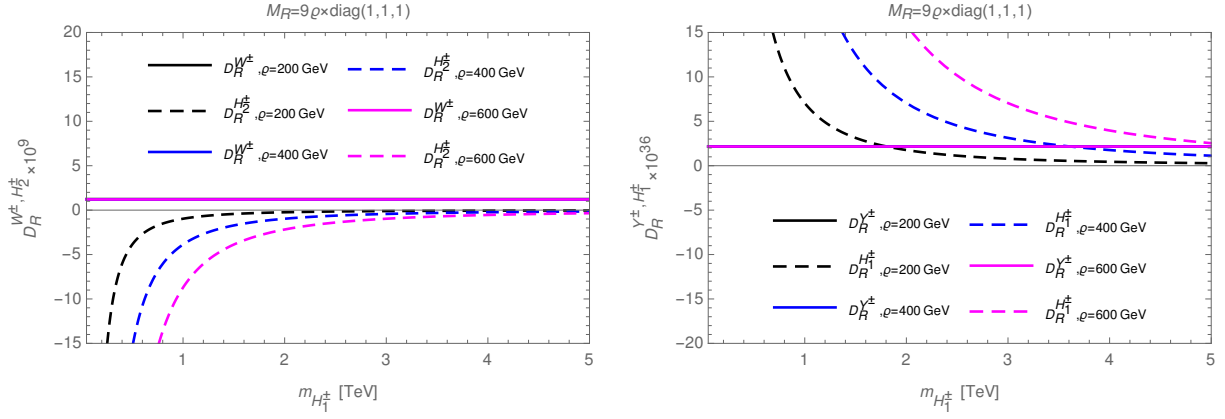 M_R=9ϱ×diag(1,1,1)
D_R^{W^±,H_2^±}×10^9
20
15
10
5
0
−5
−10
−15
D_R^{W^±},ϱ=200 GeV
D_R^{H_2^±},ϱ=200 GeV
D_R^{W^±},ϱ=400 GeV
D_R^{H_2^±},ϱ=400 GeV
D_R^{W^±},ϱ=600 GeV
D_R^{H_2^±},ϱ=600 GeV
1 2 3 4 5
m_{H_1^±} [TeV]
M_R=9ϱ×diag(1,1,1)
D_R^{Y^±,H_1^±}×10^36
15
10
5
0
−5
−10
−15
−20
D_R^{Y^±},ϱ=200 GeV
D_R^{H_1^±},ϱ=200 GeV
D_R^{Y^±},ϱ=400 GeV
D_R^{H_1^±},ϱ=400 GeV
D_R^{Y^±},ϱ=600 GeV
D_R^{H_1^±},ϱ=600 GeV
1 2 3 4 5
m_{H_1^±} [TeV]